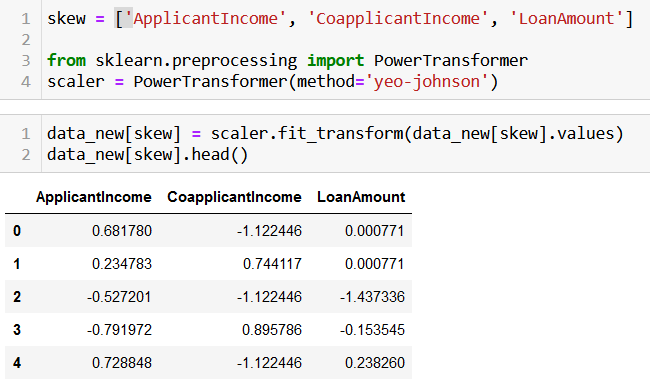 1 skew = ['ApplicantIncome', 'CoapplicantIncome', 'LoanAmount']
2
3 from sklearn.preprocessing import PowerTransformer
4 scaler = PowerTransformer(method='yeo-johnson')
1 data_new[skew] = scaler.fit_transform(data_new[skew].values)
2 data_new[skew].head()
ApplicantIncome CoapplicantIncome LoanAmount
0 0.681780 -1.122446 0.000771
1 0.234783 0.744117 0.000771
2 -0.527201 -1.122446 -1.437336
3 -0.791972 0.895786 -0.153545
4 0.728848 -1.122446 0.238260